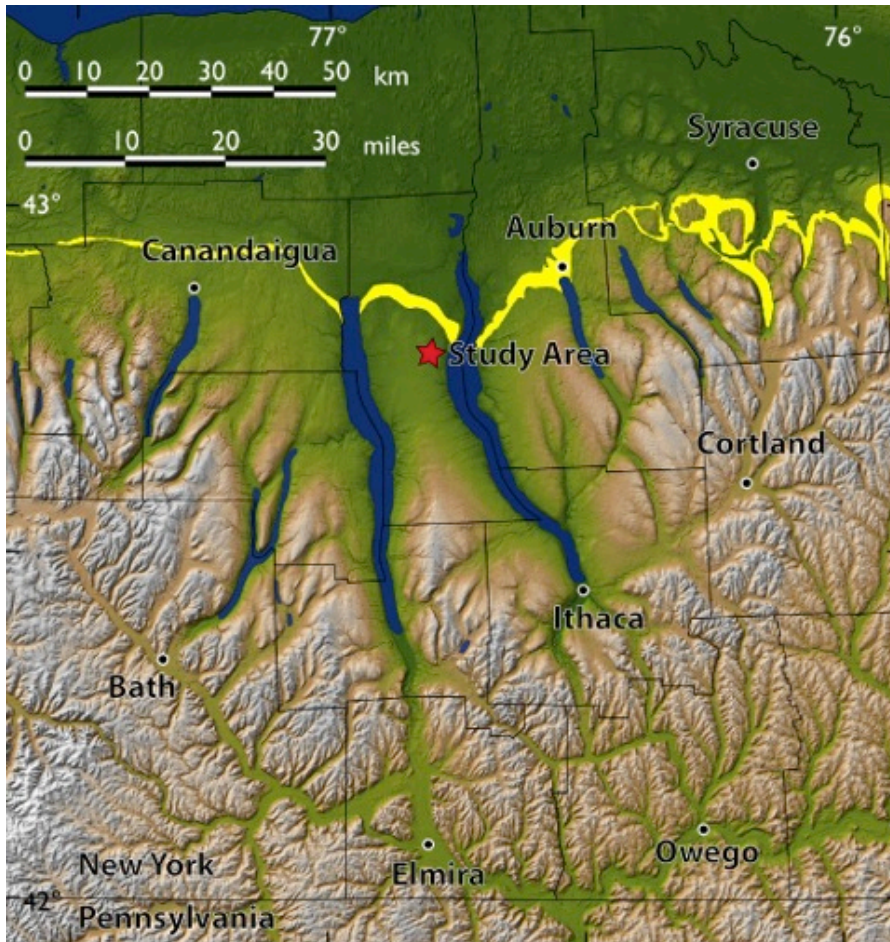 77°
76°
0 10 20 30 40 50 km
0 10 20 30 miles
Syracuse
43°
Auburn
Canandaigua
Study Area
Cortland
Ithaca
Bath
Owego
Elmira
New York
42°
Pennsylvania